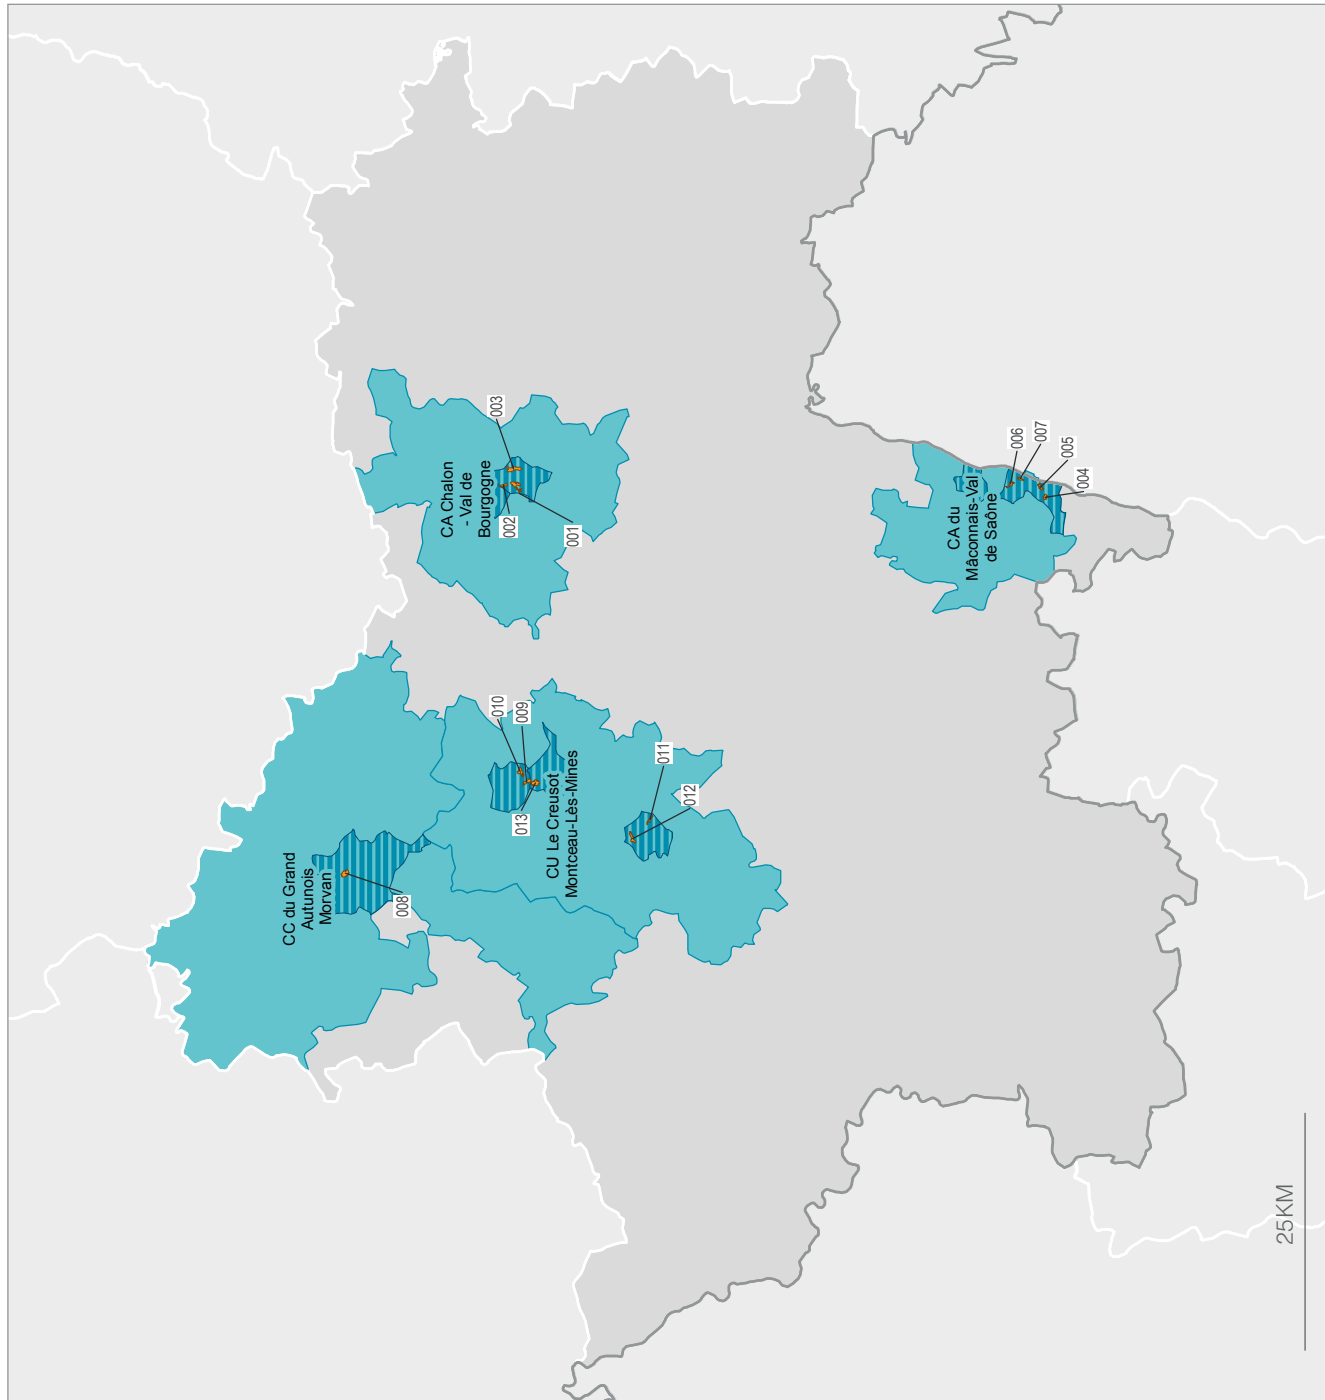 CC du Grand
Autunois
Morvan
008
CU Le Creusot
Montceau-Lès-Mines
010
009
013
011
012
CA Chalon
- Val de
Bourgogne
003
002
001
CA du
Mâconnais-Val
de Saône
006
007
005
004
25KM